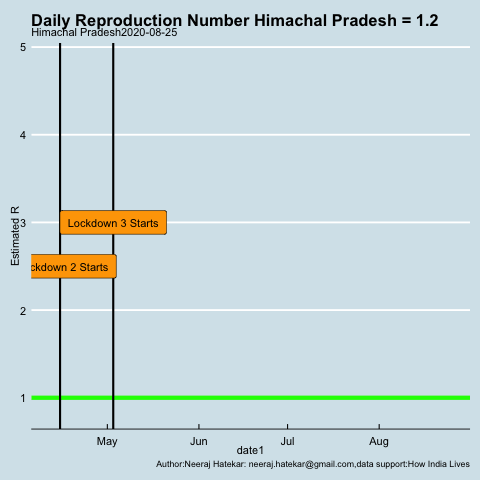 Daily Reproduction Number Himachal Pradesh = 1.2
Himachal Pradesh2020-08-25
5
4
3
2
1
Estimated R
Lockdown 3 Starts
ckdown 2 Starts
May
Jun
Jul
Aug
date1
Author:Neeraj Hatekar: neeraj.hatekar@gmail.com,data support:How India Lives